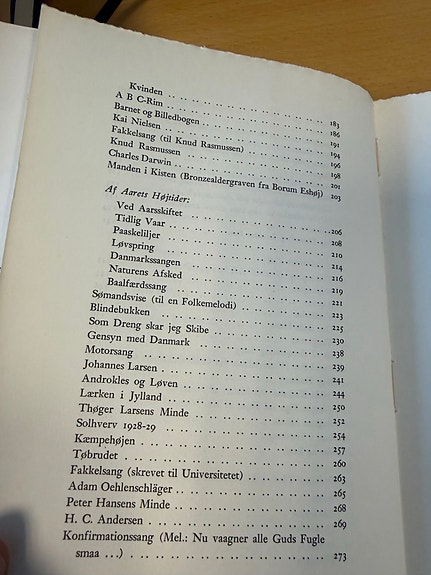 Kvinden .. .. .. .. .. .. .. .. .. .. 183
A B C-Rim .. .. .. .. .. .. .. .. .. .. 186
Barnet og Billedbogen .. .. .. .. .. .. .. 191
Kai Nielsen .. .. .. .. .. .. .. .. .. .. 194
Fakkelsang (til Knud Rasmussen) .. .. .. .. 196
Knud Rasmussen .. .. .. .. .. .. .. .. .. 198
Charles Darwin .. .. .. .. .. .. .. .. .. 201
Manden i Kisten (Bronzealdergraven fra Borum Eshøj) 203
Af Aarets Højtider:
Ved Aarsskiftet .. .. .. .. .. .. .. .. 206
Tidlig Vaar .. .. .. .. .. .. .. .. .. 208
Paaskeliljer .. .. .. .. .. .. .. .. .. 210
Løvspring .. .. .. .. .. .. .. .. .. 214
Danmarkssangen .. .. .. .. .. .. .. .. 216
Naturens Afsked .. .. .. .. .. .. .. .. 219
Baalfærdssang .. .. .. .. .. .. .. .. 221
Sømandsvise (til en Folkemelodi) .. .. .. .. 223
Blindebukken .. .. .. .. .. .. .. .. .. 225
Som Dreng skar jeg Skibe .. .. .. .. .. .. 230
Gensyn med Danmark .. .. .. .. .. .. .. 238
Motorsang .. .. .. .. .. .. .. .. .. .. 239
Johannes Larsen .. .. .. .. .. .. .. .. .. 241
Androkles og Løven .. .. .. .. .. .. .. .. 244
Lærken i Jylland .. .. .. .. .. .. .. .. .. 250
Thøger Larsens Minde .. .. .. .. .. .. .. 252
Solhverv 1928-29 .. .. .. .. .. .. .. .. 254
Kæmpehøjen .. .. .. .. .. .. .. .. .. .. 257
Tøbrudet .. .. .. .. .. .. .. .. .. .. 260
Fakkelsang (skrevet til Universitetet) .. .. .. .. 263
Adam Oehlenschläger .. .. .. .. .. .. .. .. 265
Peter Hansens Minde .. .. .. .. .. .. .. .. 268
H. C. Andersen .. .. .. .. .. .. .. .. .. 269
Konfirmationssang (Mel.: Nu vaagner alle Guds Fugle
smaa ...) . .. .. .. .. .. .. .. .. .. 273